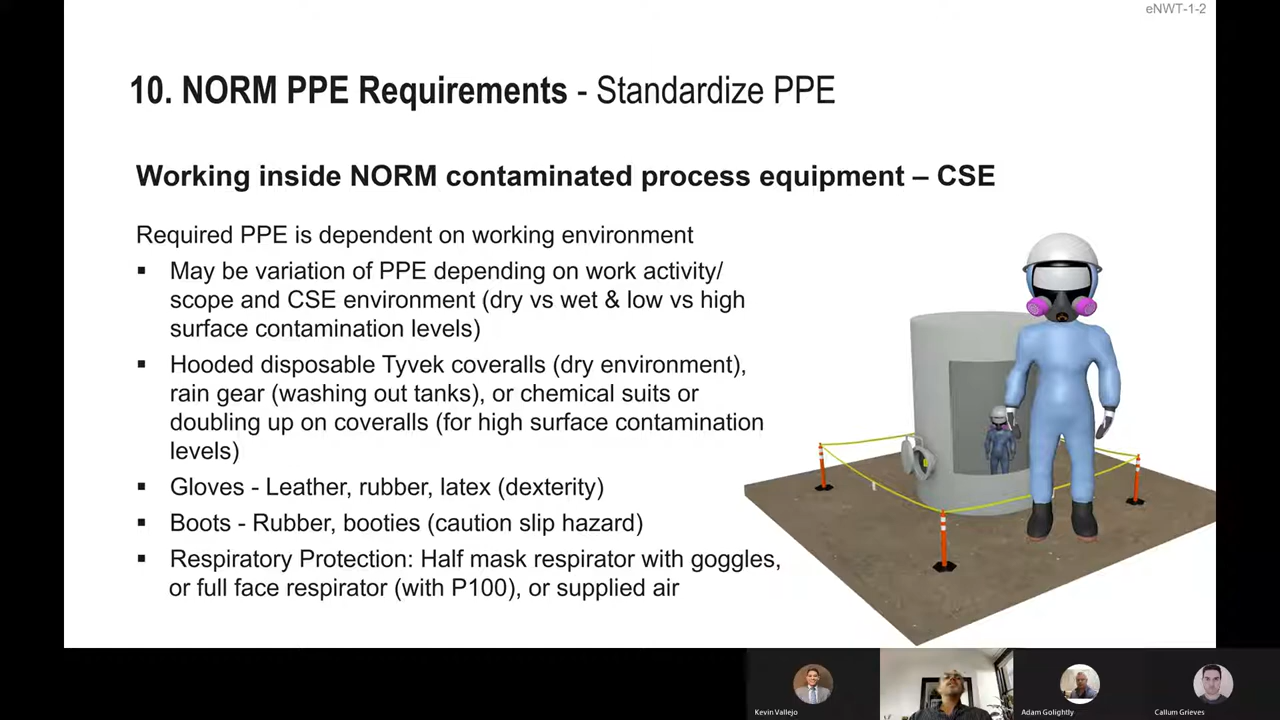 eNWT-1-2
10. NORM PPE Requirements - Standardize PPE
Working inside NORM contaminated process equipment – CSE
Required PPE is dependent on working environment
▪ May be variation of PPE depending on work activity/
scope and CSE environment (dry vs wet & low vs high
surface contamination levels)
▪ Hooded disposable Tyvek coveralls (dry environment),
rain gear (washing out tanks), or chemical suits or
doubling up on coveralls (for high surface contamination
levels)
▪ Gloves - Leather, rubber, latex (dexterity)
▪ Boots - Rubber, booties (caution slip hazard)
▪ Respiratory Protection: Half mask respirator with goggles,
or full face respirator (with P100), or supplied air
Kevin Vallejo
Adam Golightly
Callum Grieves